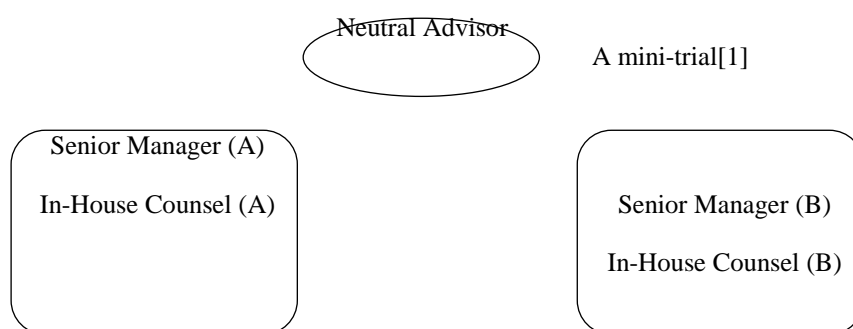 Neutral Advisor
A mini-trial[1]
Senior Manager (A)
In-House Counsel (A)
Senior Manager (B)
In-House Counsel (B)